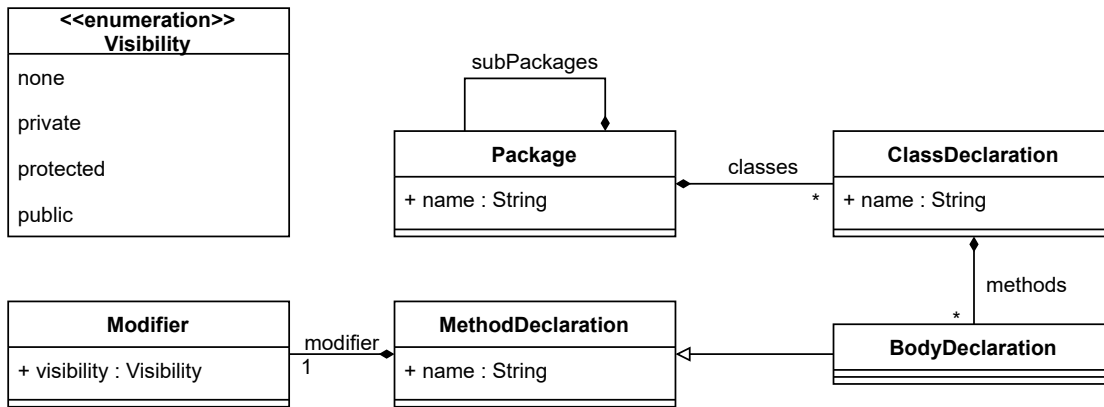 <<enumeration>>
Visibility
none
private
protected
public
subPackages
Package
+ name : String
classes
*
ClassDeclaration
+ name : String
methods
*
Modifier
+ visibility : Visibility
modifier
1
MethodDeclaration
+ name : String
BodyDeclaration